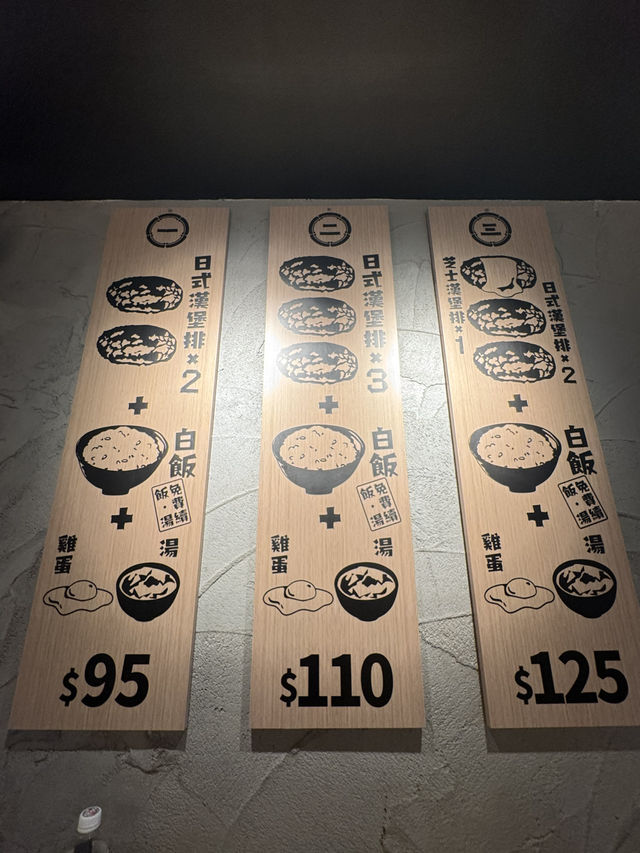 一
日式漢堡排×2
+
白飯
免費續
飯·湯
+
雞蛋
湯
$95
二
日式漢堡排×3
+
白飯
免費續
飯·湯
+
雞蛋
湯
$110
三
芝士漢堡排×1
日式漢堡排×2
+
白飯
免費續
飯·湯
+
雞蛋
湯
$125